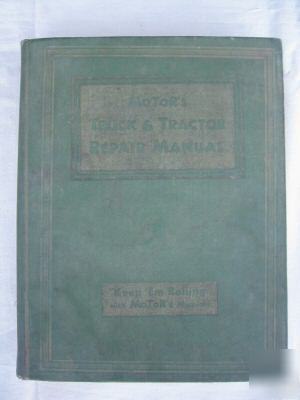 MoToR's
TRUCK & TRACTOR
REPAIR MANUAL
"Keep 'Em Rolling"
with MoToR's Manuals